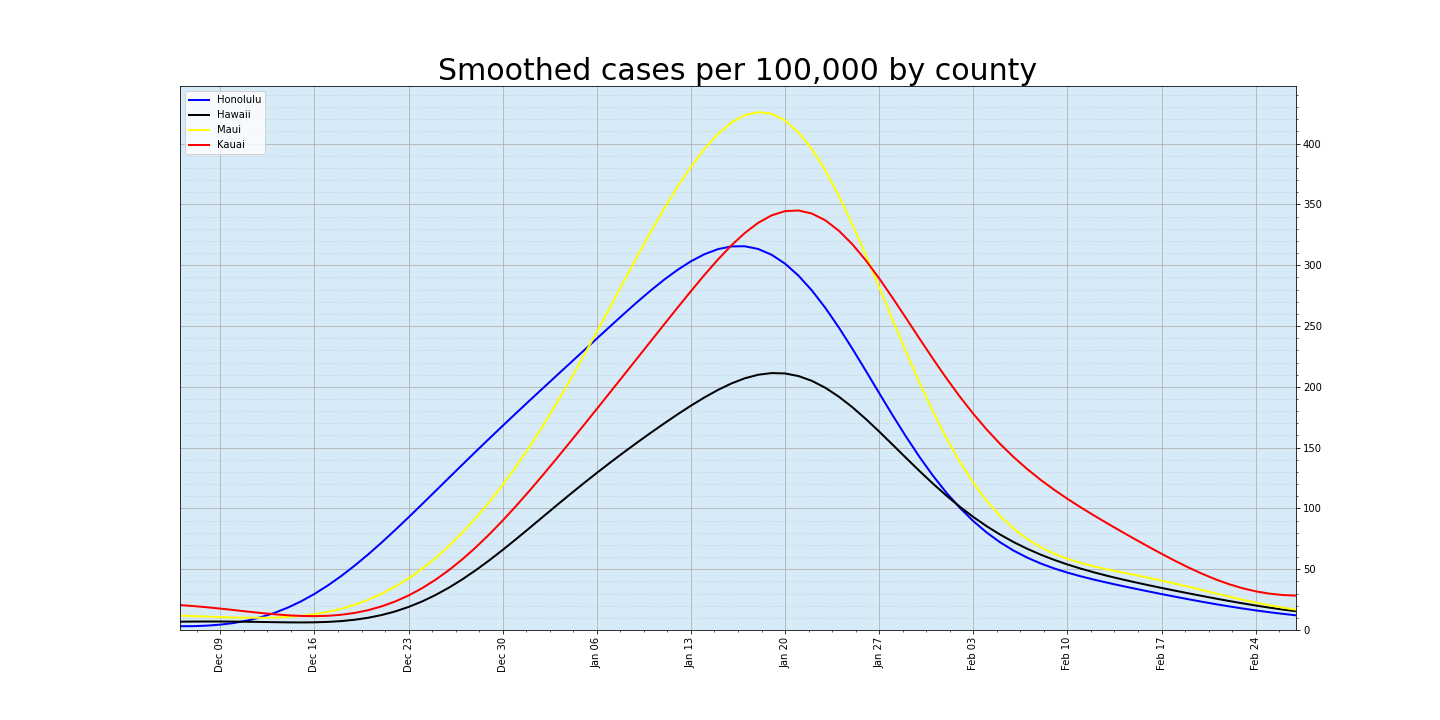 Smoothed cases per 100,000 by county
Honolulu
Hawaii
Maui
Kauai
400
350
300
250
200
150
100
50
0
Dec 09
Dec 16
Dec 23
Dec 30
Jan 06
Jan 13
Jan 20
Jan 27
Feb 03
Feb 10
Feb 17
Feb 24